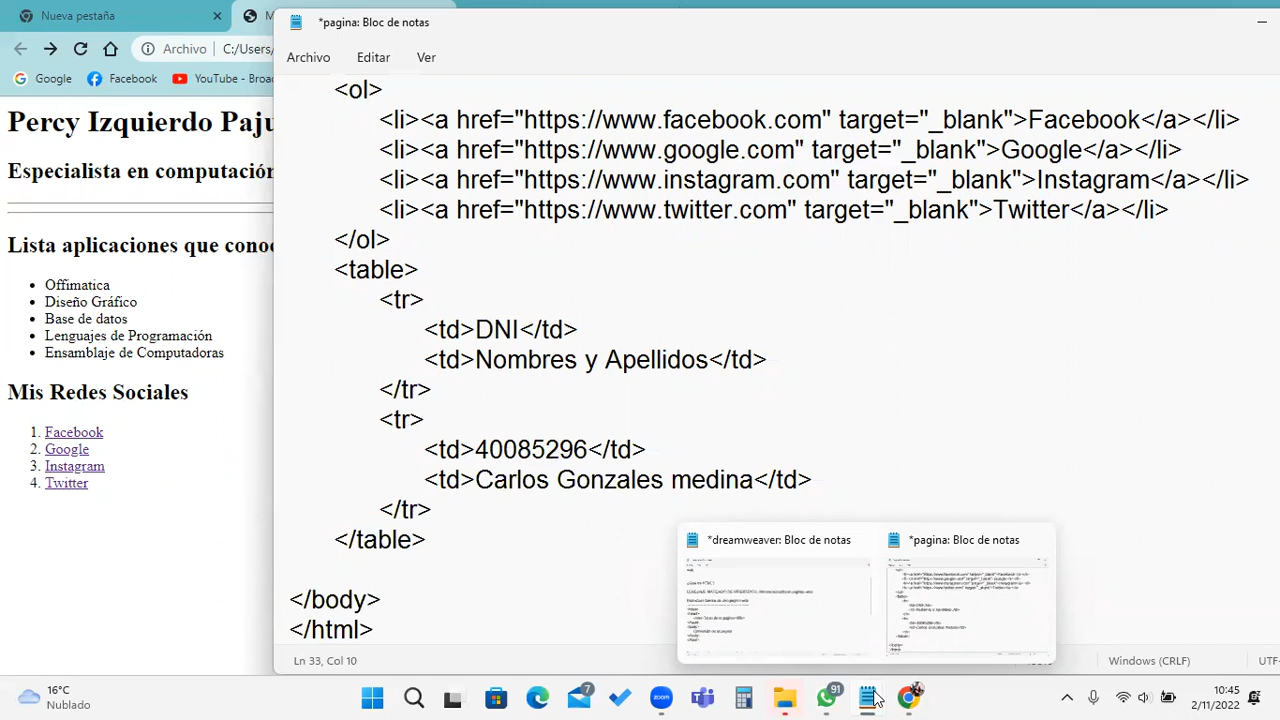 Nueva pestaña
M
*pagina: Bloc de notas
Archivo
C:/Users/
Google
Facebook
YouTube - Broa
Archivo
Editar
Ver
Percy Izquierdo Paju
Especialista en computación
Lista aplicaciones que conoc
Offimatica
Diseño Gráfico
Base de datos
Lenguajes de Programación
Ensamblaje de Computadoras
Mis Redes Sociales
1. Facebook
2. Google
3. Instagram
4. Twitter
<ol>
<li><a href="https://www.facebook.com" target="_blank">Facebook</a></li>
<li><a href="https://www.google.com" target="_blank">Google</a></li>
<li><a href="https://www.instagram.com" target="_blank">Instagram</a></li>
<li><a href="https://www.twitter.com" target="_blank">Twitter</a></li>
</ol>
<table>
<tr>
<td>DNI</td>
<td>Nombres y Apellidos</td>
</tr>
<tr>
<td>40085296</td>
<td>Carlos Gonzales medina</td>
</tr>
</table>
</body>
</html>
*dreamweaver: Bloc de notas
*pagina: Bloc de notas
Ln 33, Col 10
Windows (CRLF)
UTF-
16°C
Nublado
7
91
10:45
2/11/2022